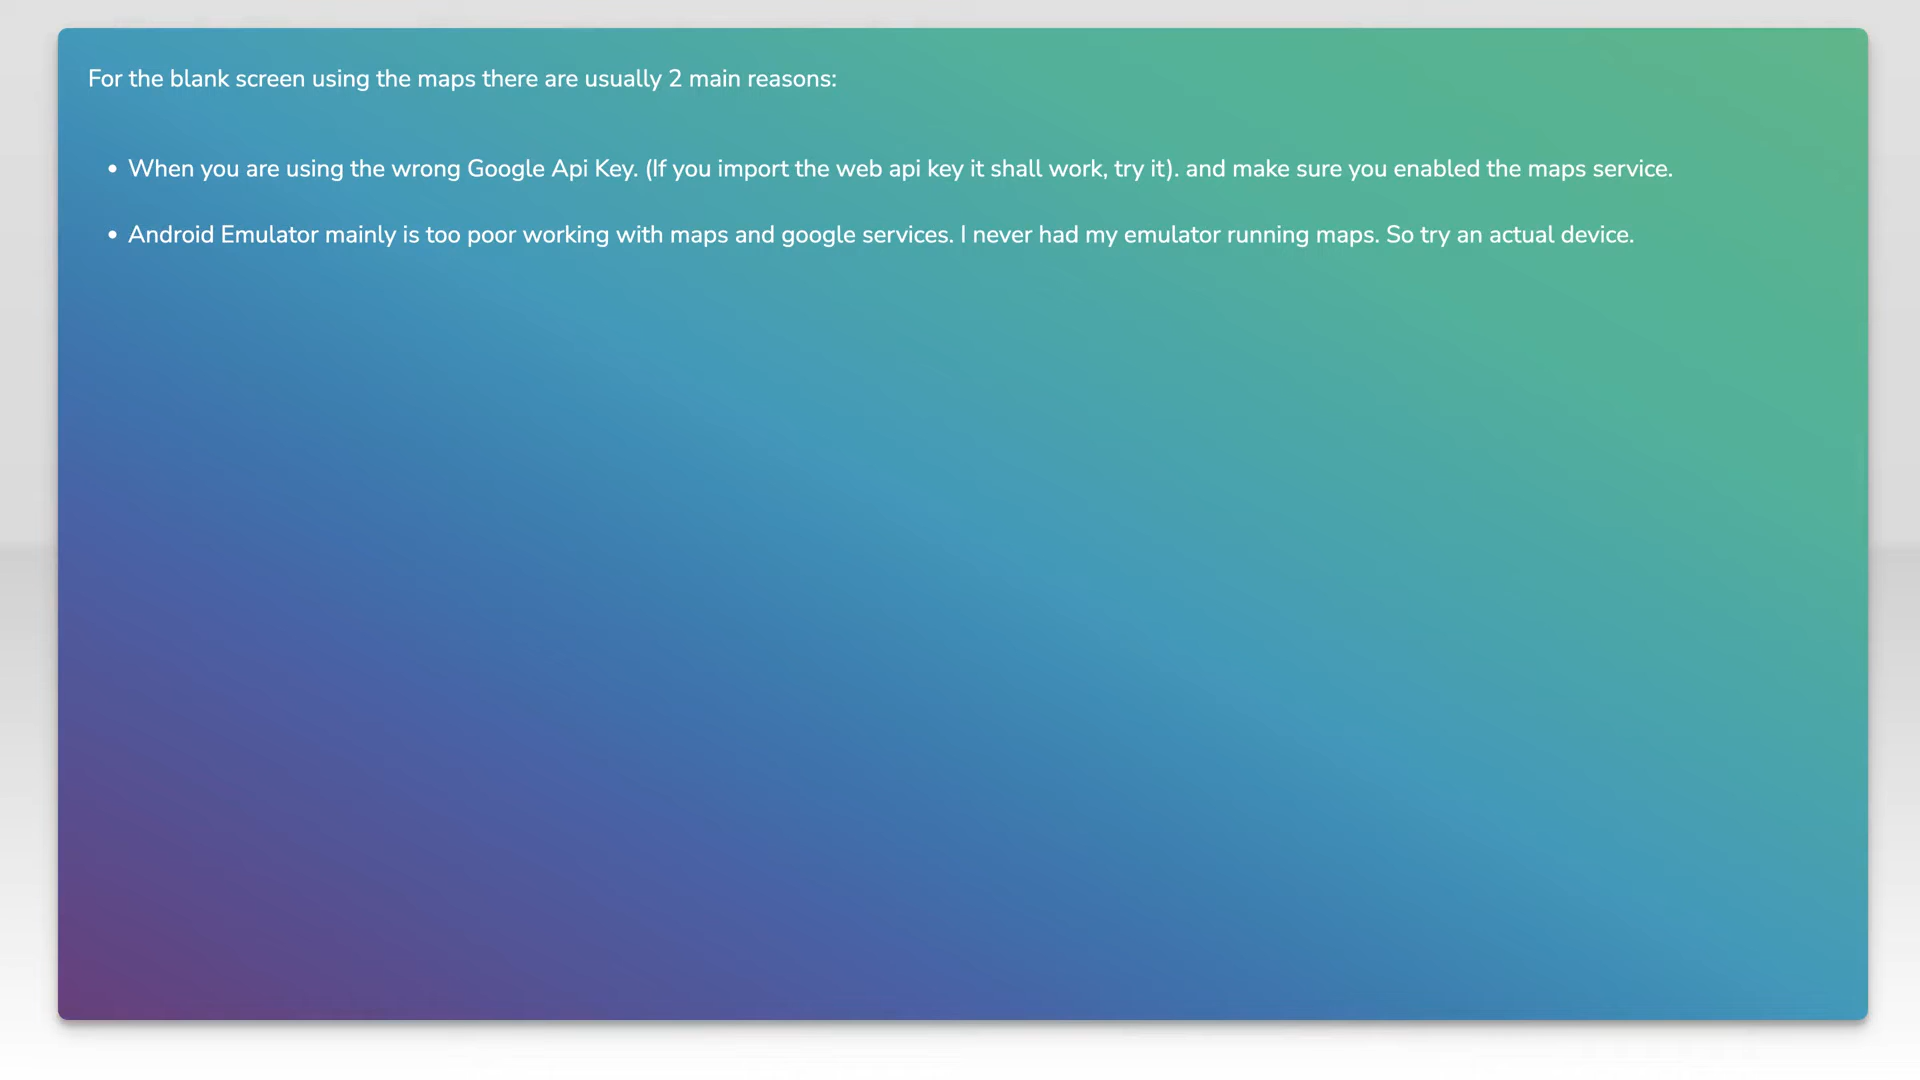 For the blank screen using the maps there are usually 2 main reasons:
• When you are using the wrong Google Api Key. (If you import the web api key it shall work, try it). and make sure you enabled the maps service.
• Android Emulator mainly is too poor working with maps and google services. I never had my emulator running maps. So try an actual device.